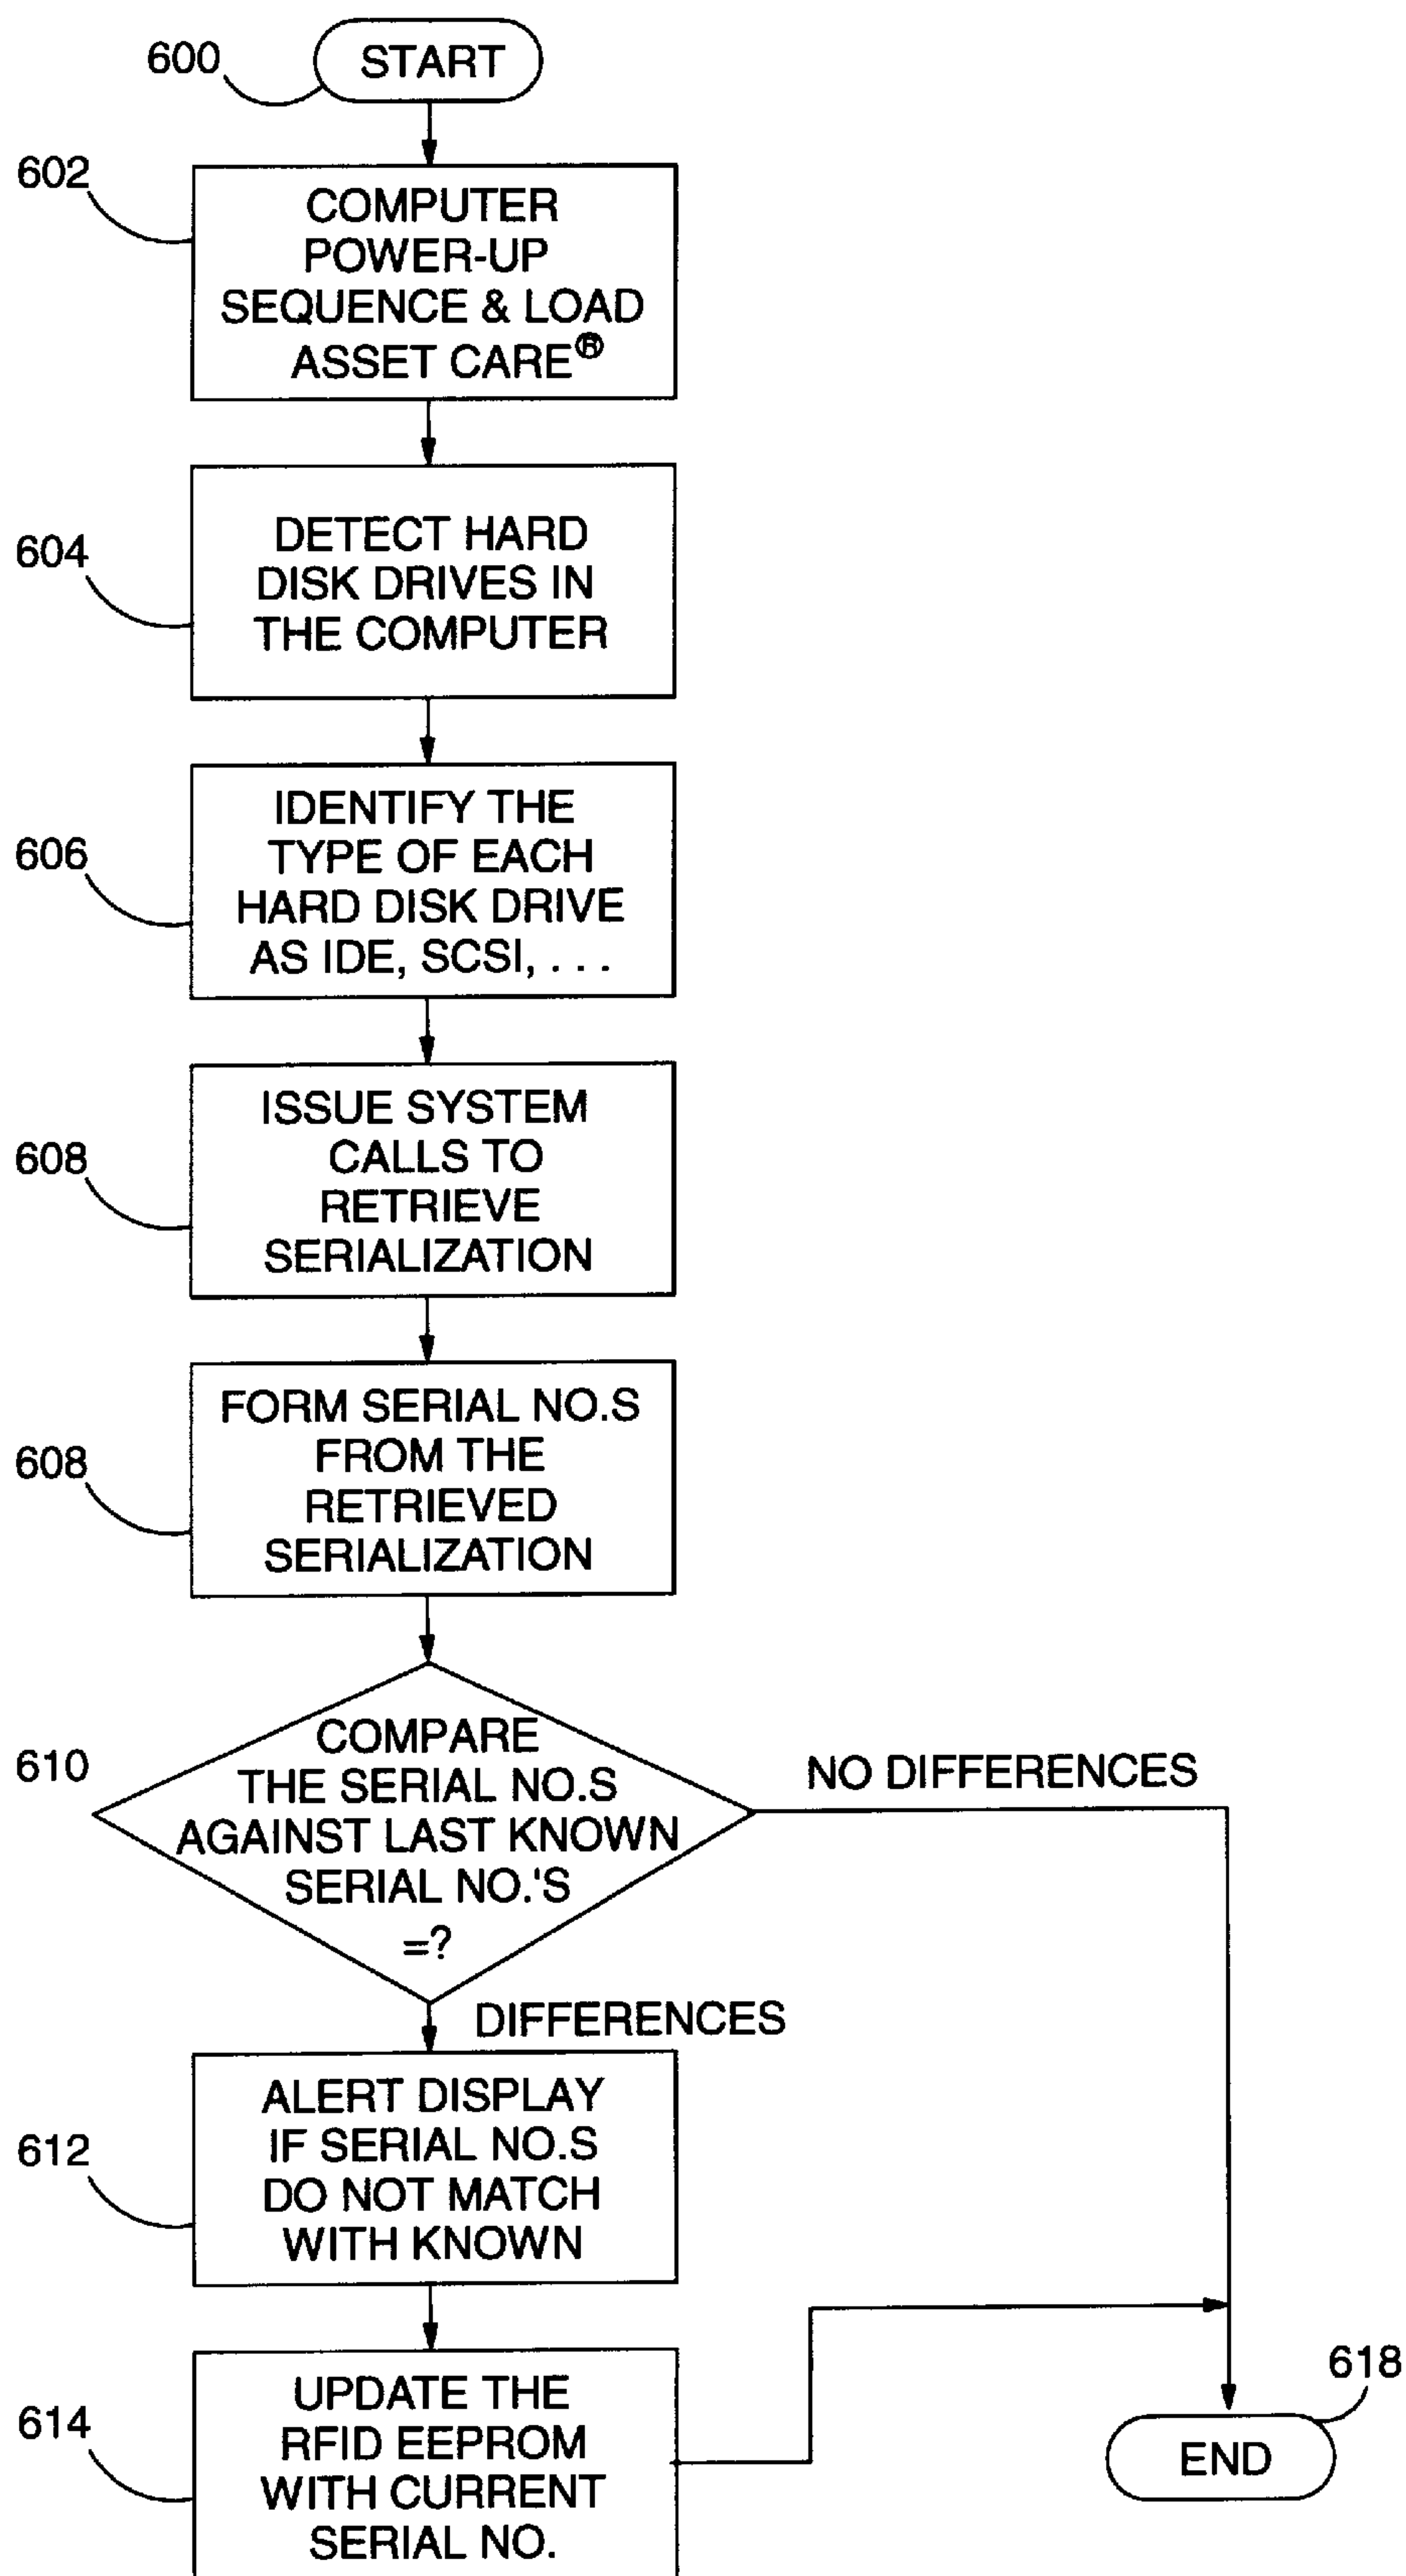 600
START
602
COMPUTER
POWER-UP
SEQUENCE & LOAD
ASSET CARE®
604
DETECT HARD
DISK DRIVES IN
THE COMPUTER
606
IDENTIFY THE
TYPE OF EACH
HARD DISK DRIVE
AS IDE, SCSI, . . .
608
ISSUE SYSTEM
CALLS TO
RETRIEVE
SERIALIZATION
608
FORM SERIAL NO.S
FROM THE
RETRIEVED
SERIALIZATION
610
COMPARE
THE SERIAL NO.S
AGAINST LAST KNOWN
SERIAL NO.'S
=?
NO DIFFERENCES
DIFFERENCES
612
ALERT DISPLAY
IF SERIAL NO.S
DO NOT MATCH
WITH KNOWN
614
UPDATE THE
RFID EEPROM
WITH CURRENT
SERIAL NO.
618
END